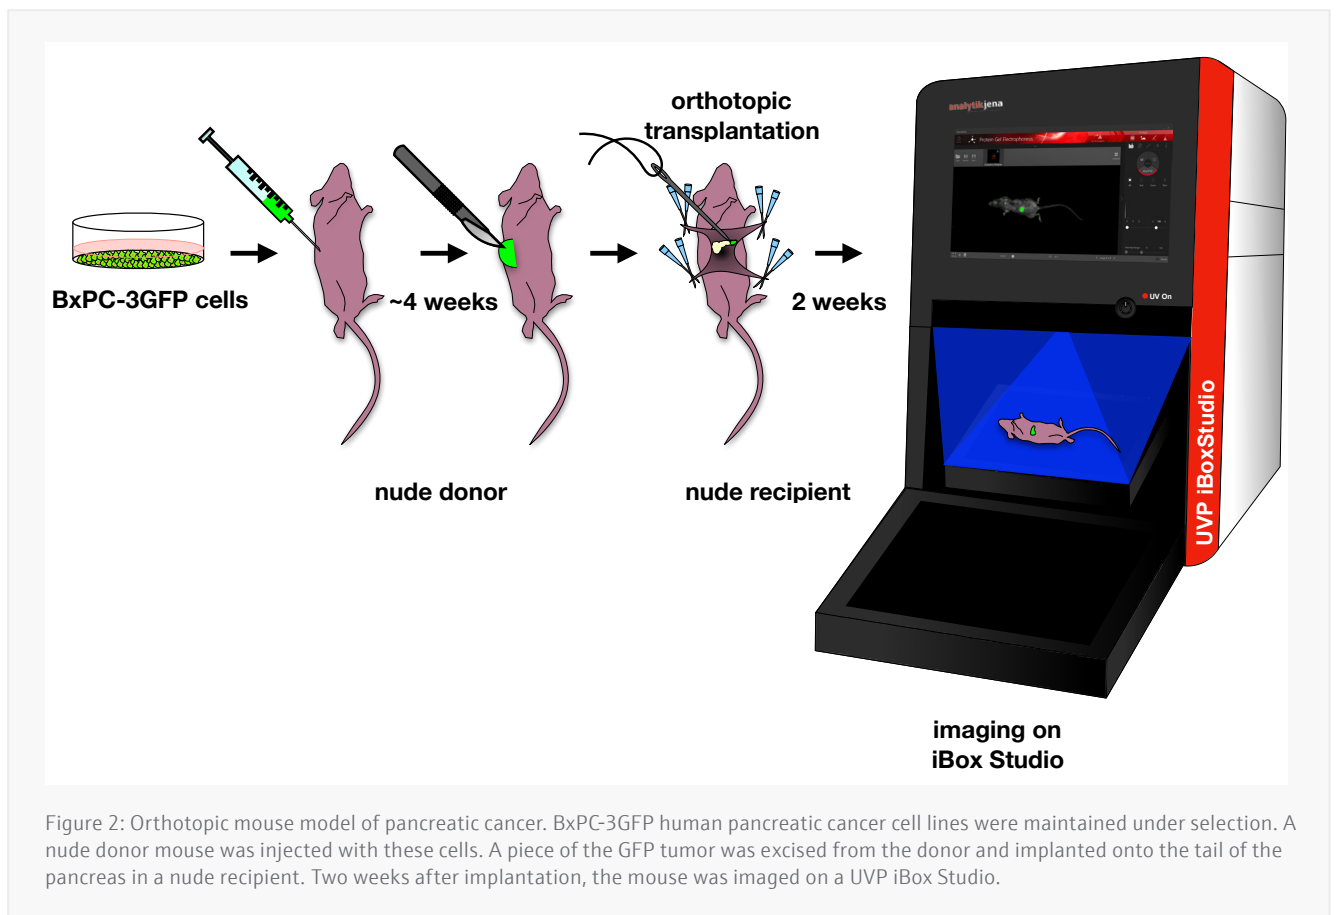 orthotopic
transplantation
BxPC-3GFP cells
~4 weeks
2 weeks
nude donor
nude recipient
analytikjena
Protein Gel Electrophoresis
UV On
UVP iBoxStudio
imaging on
iBox Studio
Figure 2: Orthotopic mouse model of pancreatic cancer. BxPC-3GFP human pancreatic cancer cell lines were maintained under selection. A
nude donor mouse was injected with these cells. A piece of the GFP tumor was excised from the donor and implanted onto the tail of the
pancreas in a nude recipient. Two weeks after implantation, the mouse was imaged on a UVP iBox Studio.